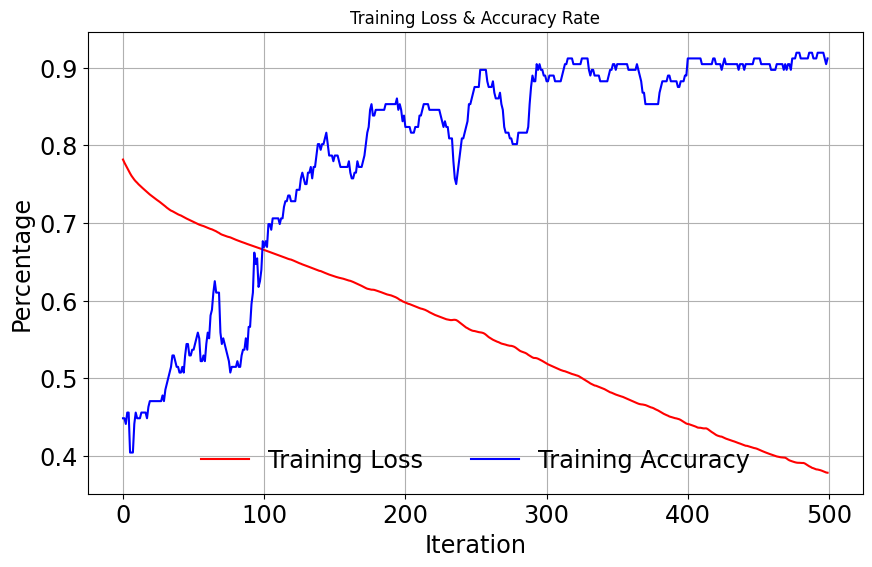 Training Loss & Accuracy Rate
0.9
0.8
0.7
0.6
0.5
0.4
Percentage
Training Loss
Training Accuracy
0
100
200
300
400
500
Iteration